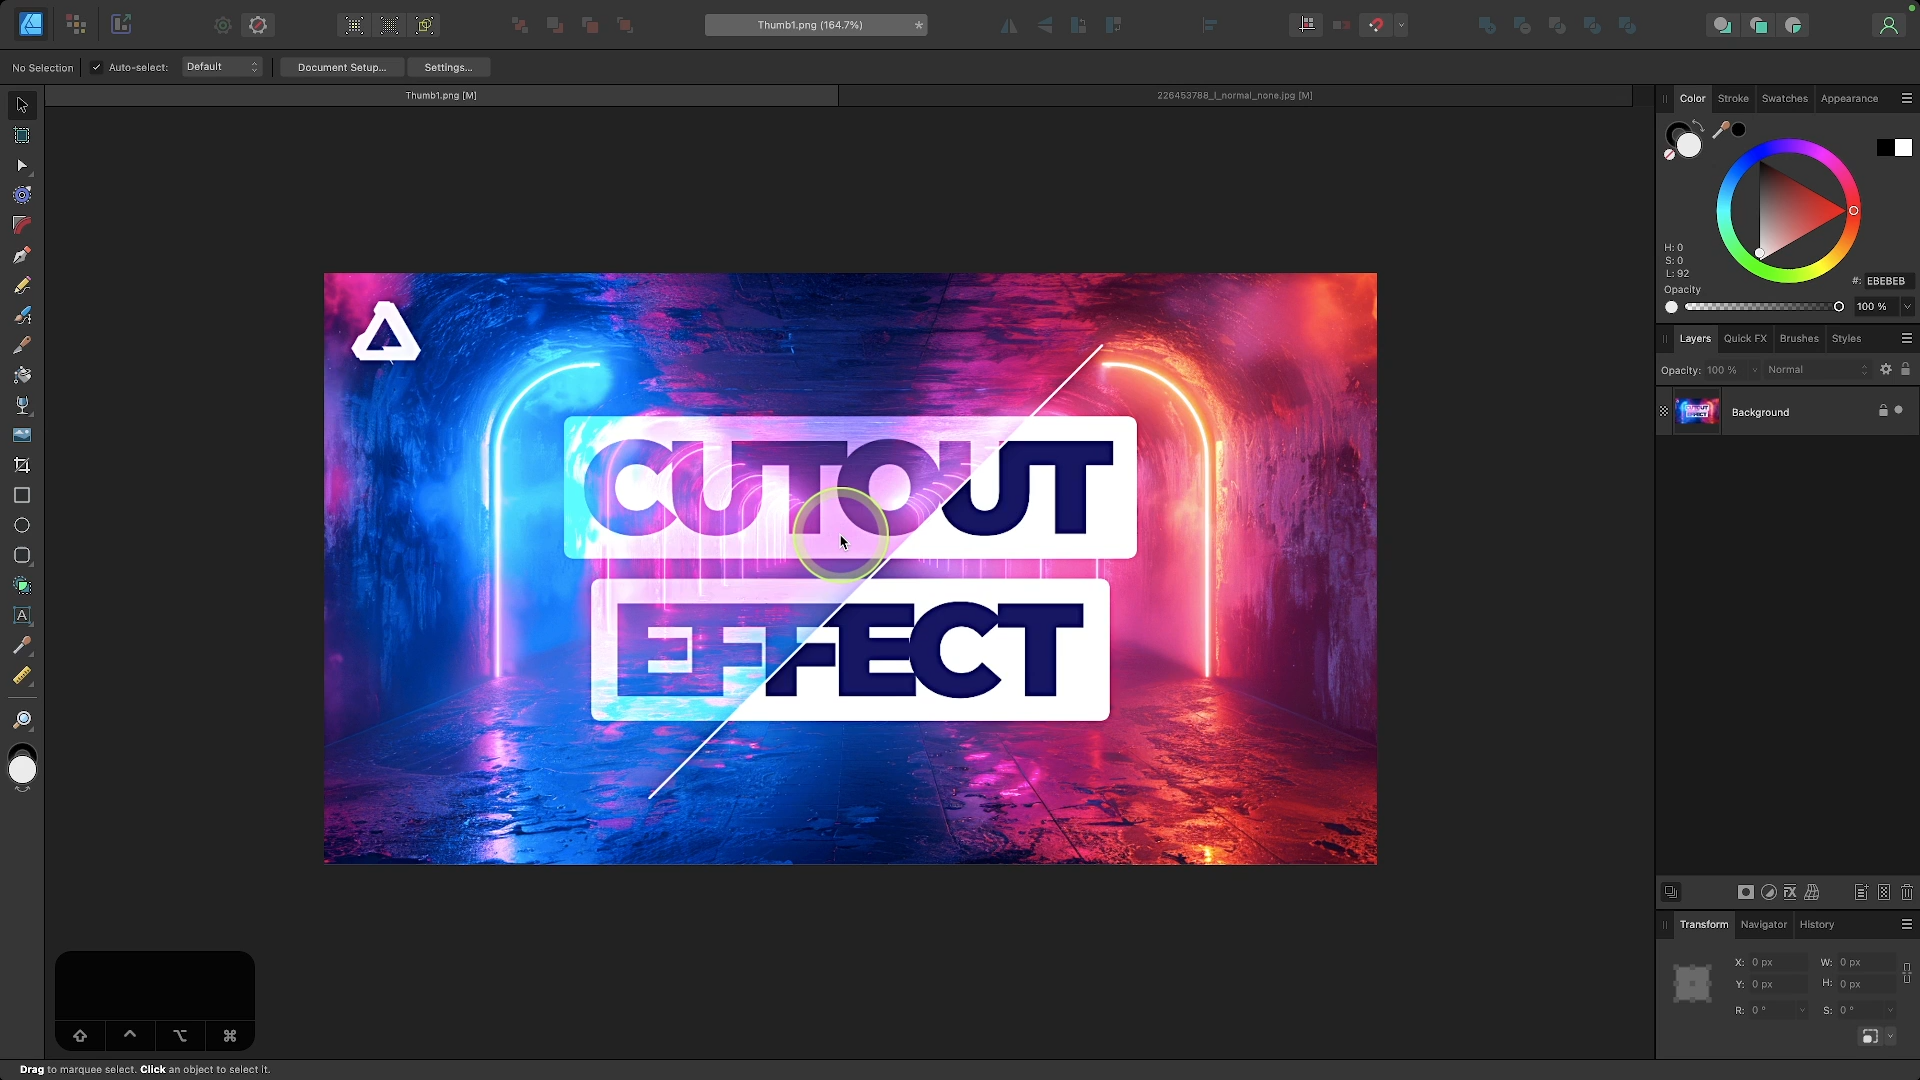 Thumb1.png (164.7%)
*
No Selection
Auto-select:
Default
Document Setup...
Settings...
Thumb1.png [M]
226453788_l_normal_none.jpg [M]
Color
Stroke
Swatches
Appearance
H: 0
S: 0
L: 92
#: EBEBEB
Opacity
100 %
Layers
Quick FX
Brushes
Styles
Opacity: 100 %
Normal
Background
CUTOUT
EFFECT
Transform
Navigator
History
X: 0 px
W: 0 px
Y: 0 px
H: 0 px
R: 0 °
S: 0 °
Drag to marquee select. Click an object to select it.